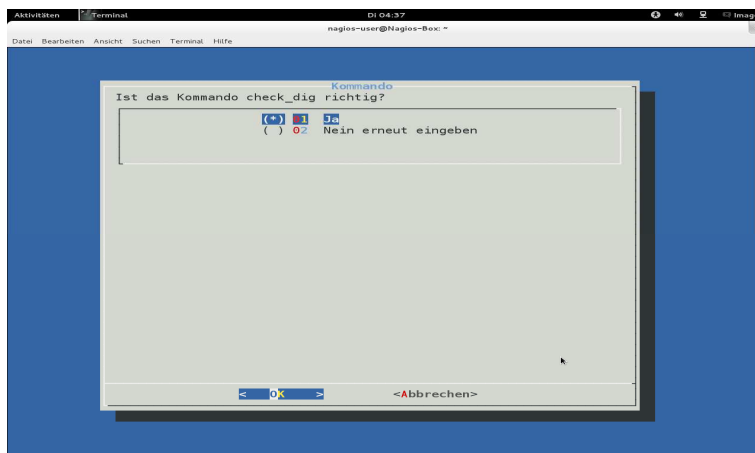 Aktivitäten Terminal Di 04:37 Imag
nagios-user@Nagios-Box: ~
Datei Bearbeiten Ansicht Suchen Terminal Hilfe
Kommando
Ist das Kommando check_dig richtig?
(*) 01 Ja
( ) 02 Nein erneut eingeben
< OK > <Abbrechen>